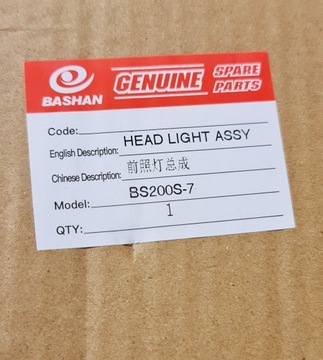 BASHAN GENUINE SPARE PARTS
Code:
English Description: HEAD LIGHT ASSY
Chinese Description: 前照灯总成
Model: BS200S-7
QTY: 1